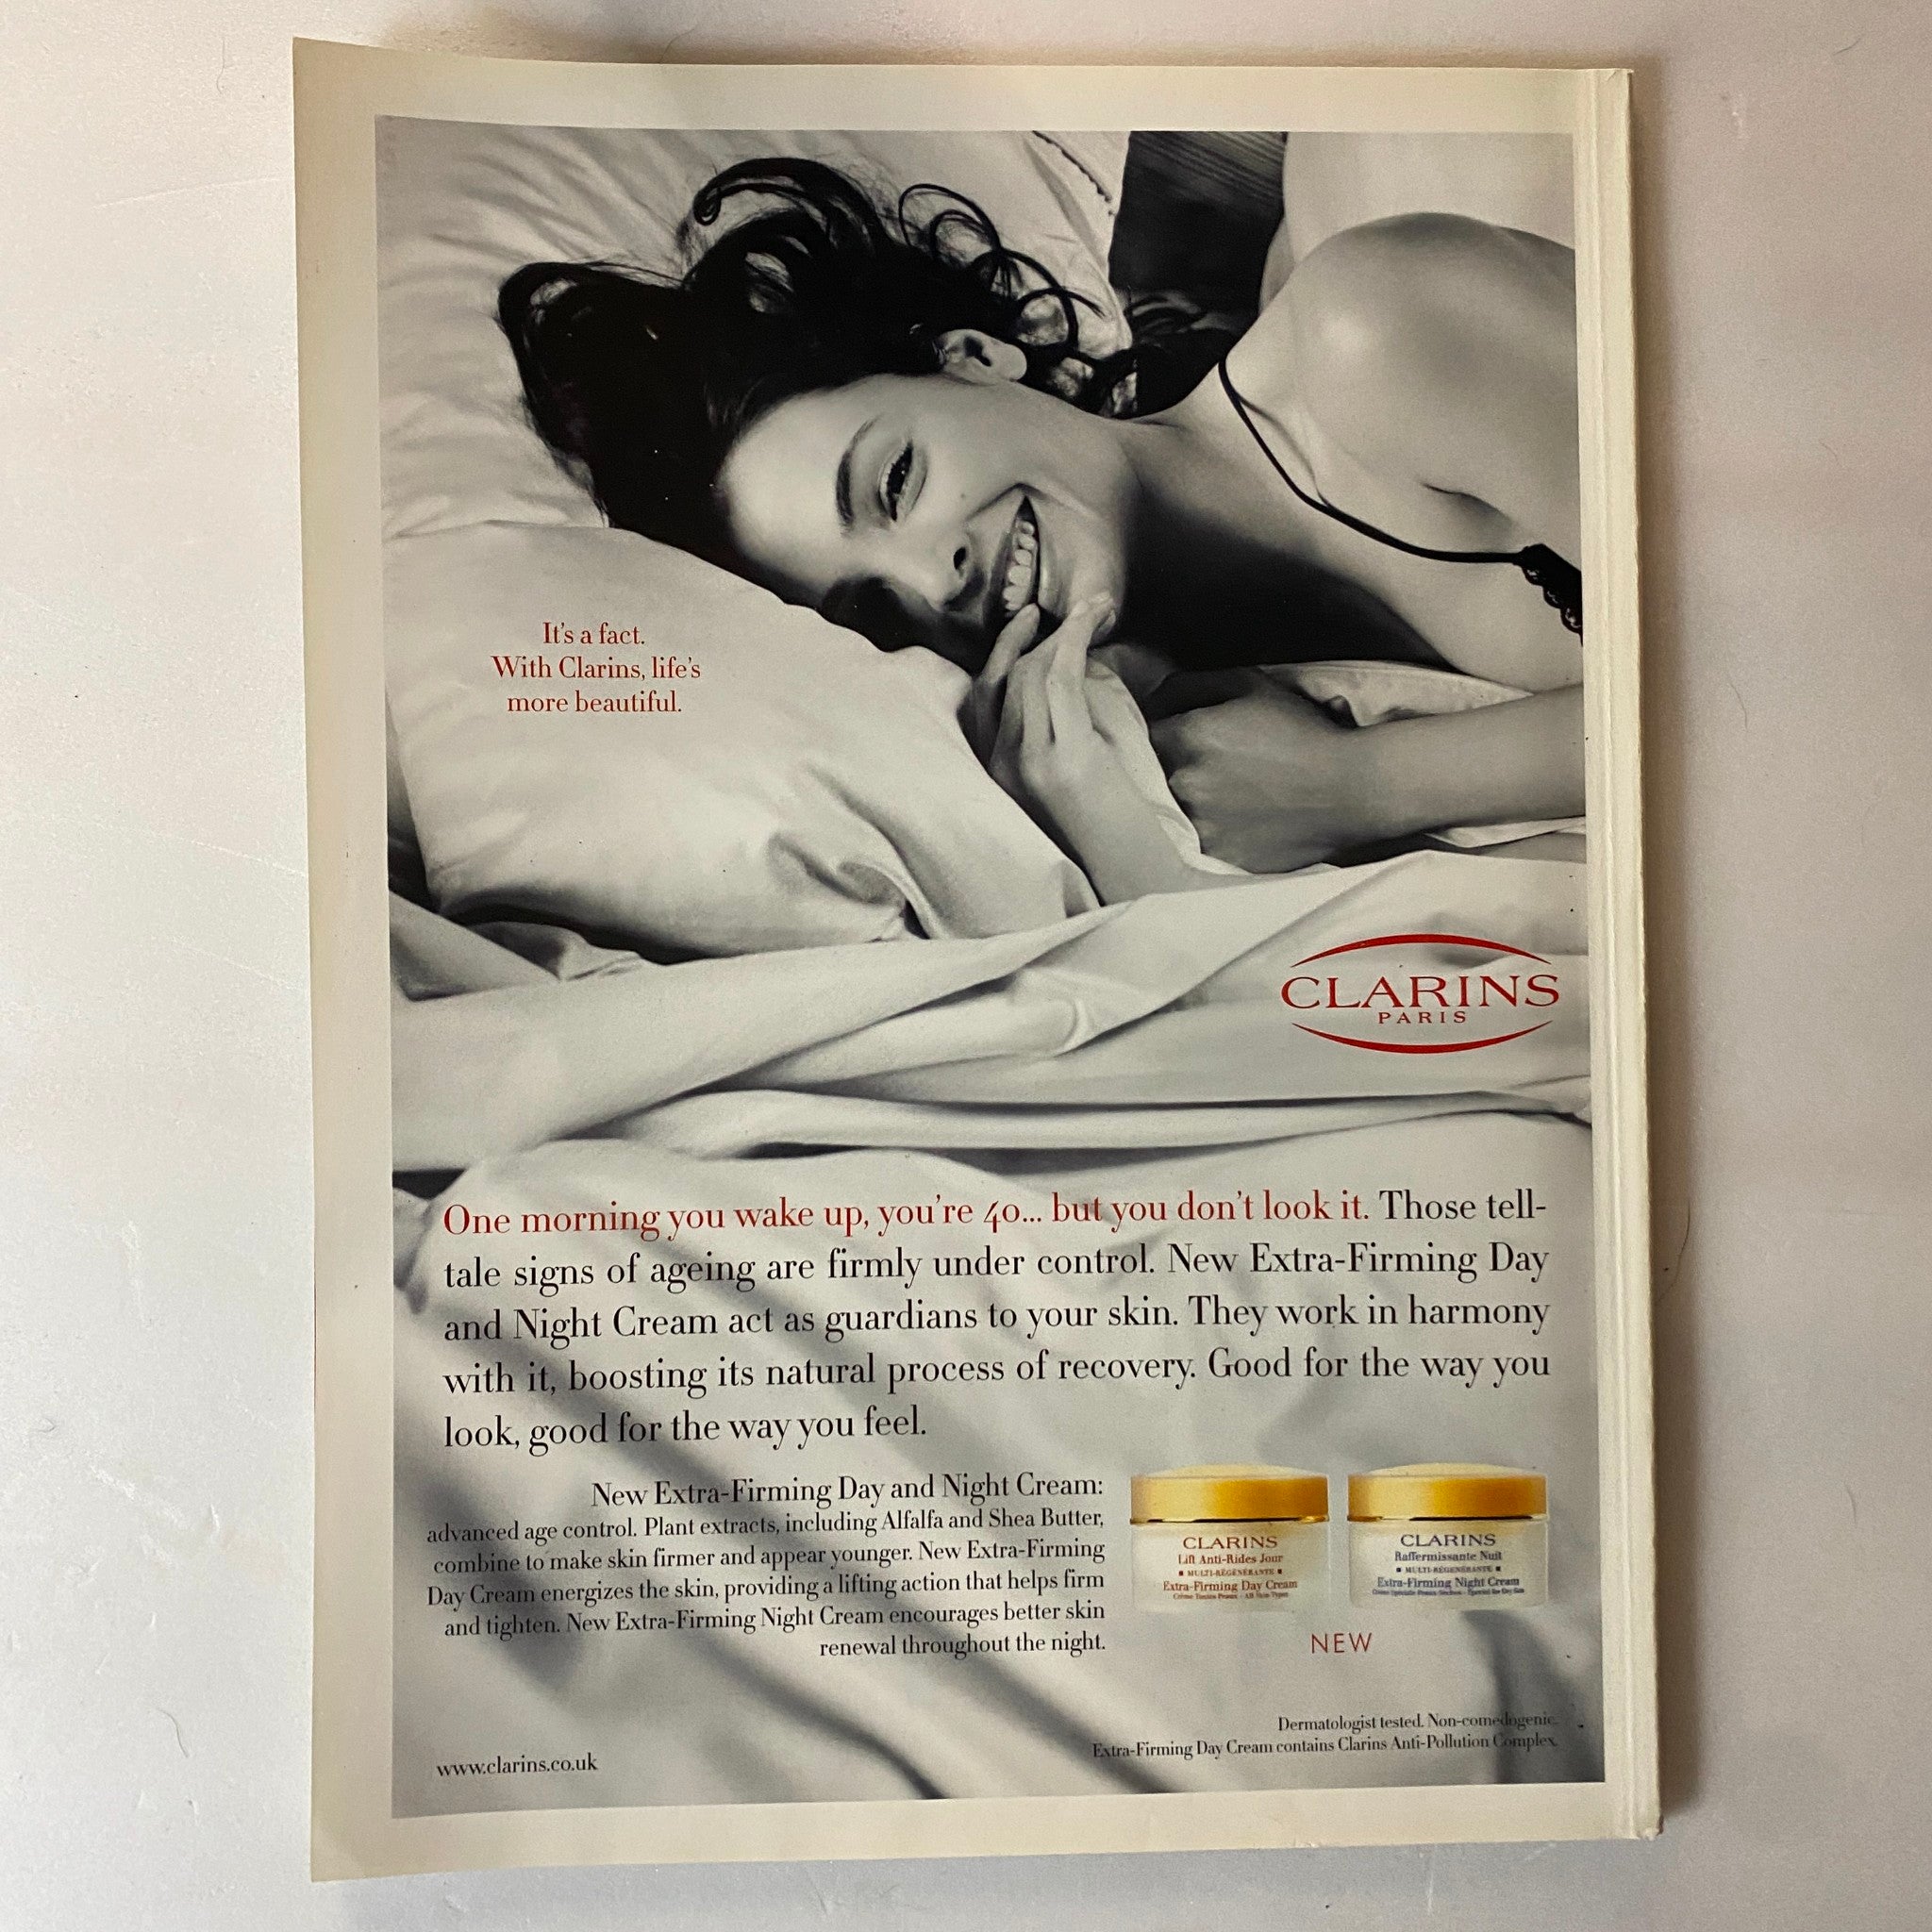 It's a fact.
With Clarins, life's
more beautiful.
CLARINS
PARIS
One morning you wake up, you're 40... but you don't look it. Those tell-
tale signs of ageing are firmly under control. New Extra-Firming Day
and Night Cream act as guardians to your skin. They work in harmony
with it, boosting its natural process of recovery. Good for the way you
look, good for the way you feel.
New Extra-Firming Day and Night Cream:
advanced age control. Plant extracts, including Alfalfa and Shea Butter,
combine to make skin firmer and appear younger. New Extra-Firming
Day Cream energizes the skin, providing a lifting action that helps firm
and tighten. New Extra-Firming Night Cream encourages better skin
renewal throughout the night.
CLARINS
Lift Anti-Rides Jour
MULTI-RÉGÉNÉRANTE
Extra-Firming Day Cream
Crème Toutes Peaux - All Skin Types
CLARINS
Raffermissante Nuit
MULTI-RÉGÉNÉRANTE
Extra-Firming Night Cream
NEW
Dermatologist tested. Non-comedogenic.
Extra-Firming Day Cream contains Clarins Anti-Pollution Complex.
www.clarins.co.uk